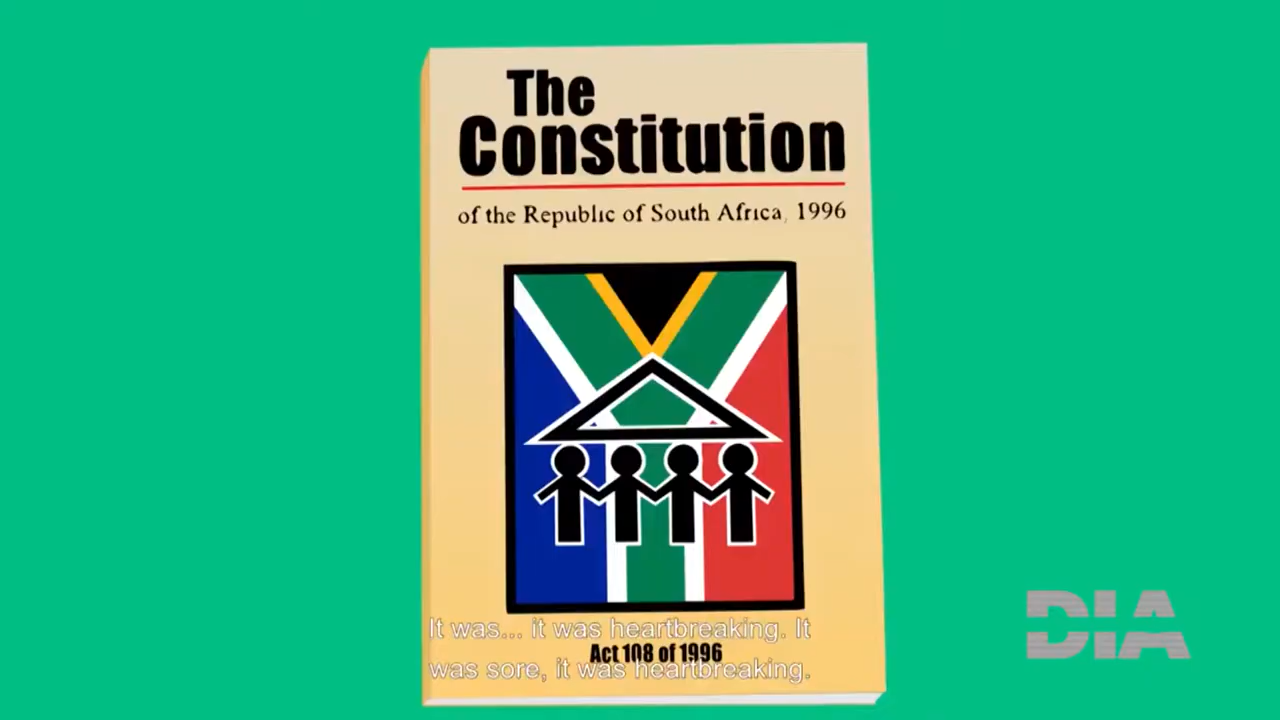 The
Constitution
of the Republic of South Africa, 1996
It was... it was heartbreaking. It
Act 108 of 1996
was sore, it was heartbreaking.
DIA